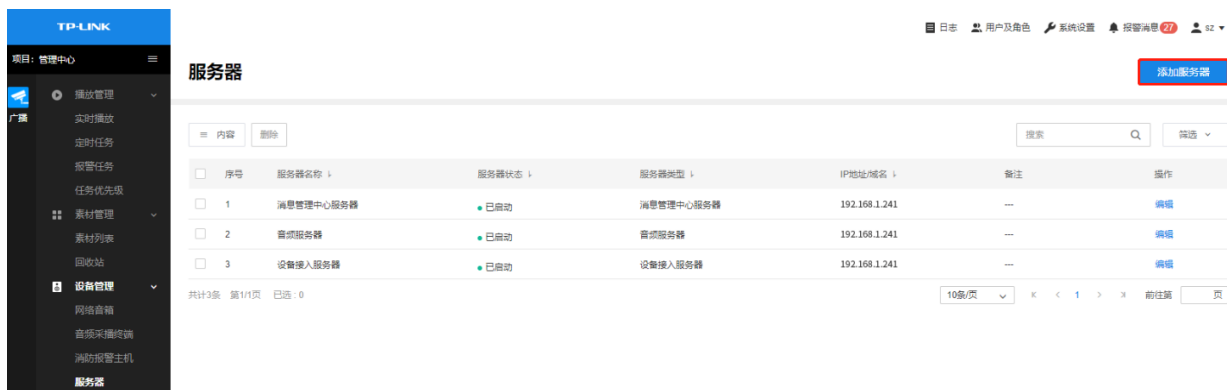 TP-LINK
日志 用户及角色 系统设置 报警消息 27 sz
项目：管理中心
服务器
添加服务器
广播
播放管理
实时播放
定时任务
报警任务
任务优先级
素材管理
素材列表
回收站
设备管理
网络音箱
音频采播终端
消防报警主机
服务器
内容 删除 搜索 筛选
序号 服务器名称 服务器状态 服务器类型 IP地址/域名 备注 操作
1 消息管理中心服务器 已启动 消息管理中心服务器 192.168.1.241 --- 编辑
2 音频服务器 已启动 音频服务器 192.168.1.241 --- 编辑
3 设备接入服务器 已启动 设备接入服务器 192.168.1.241 --- 编辑
共计3条 第1/1页 已选：0 10条/页 1 前往第 页